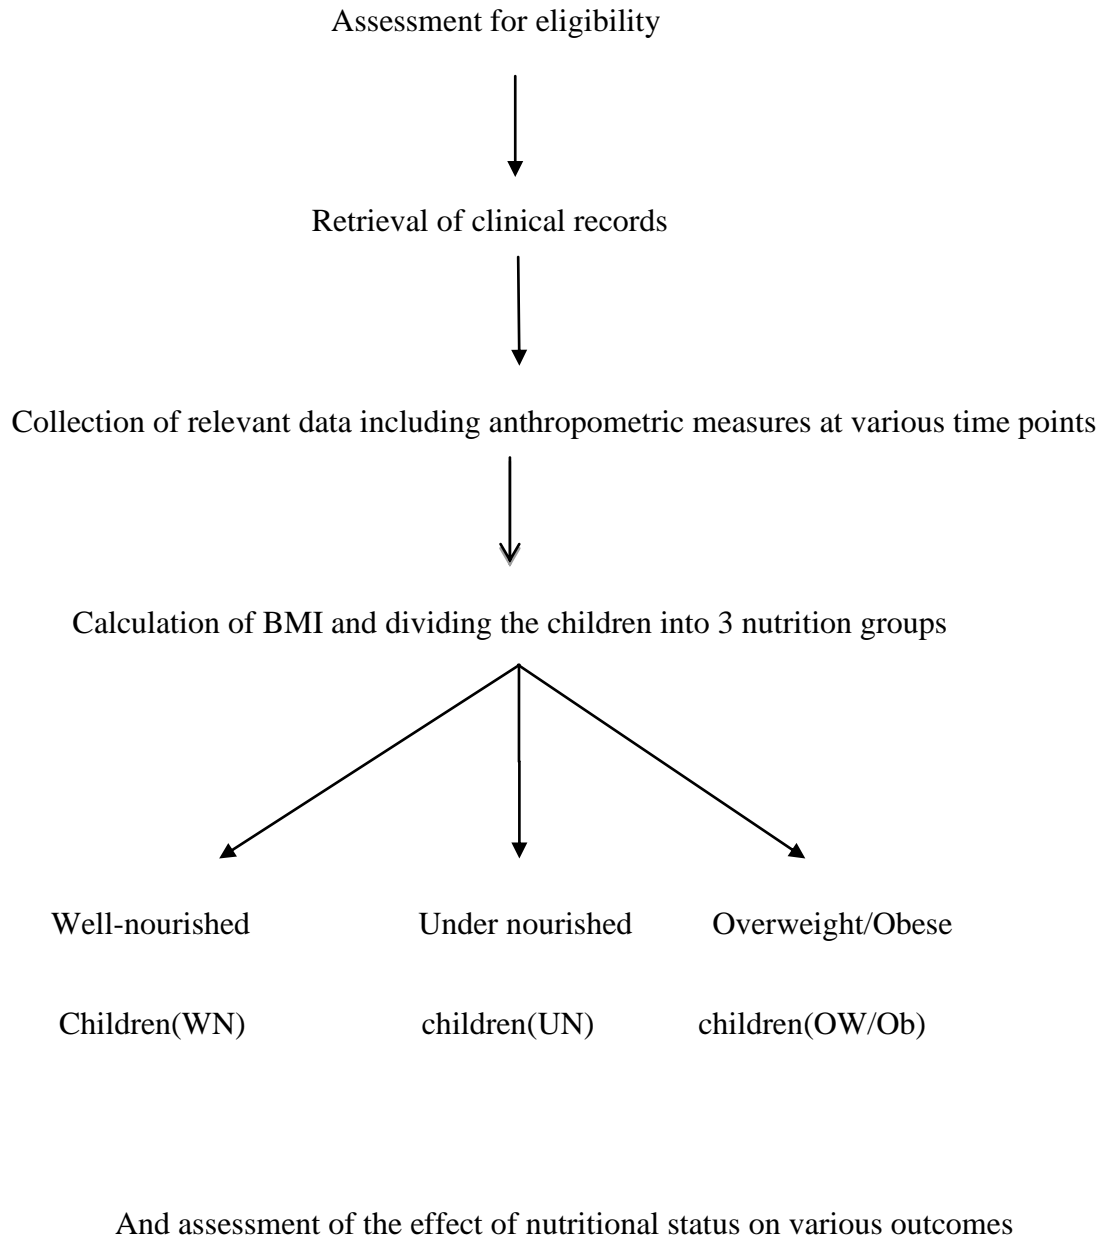 Assessment for eligibility
Retrieval of clinical records
Collection of relevant data including anthropometric measures at various time points
Calculation of BMI and dividing the children into 3 nutrition groups
Well-nourished Under nourished Overweight/Obese
Children(WN) children(UN) children(OW/Ob)
And assessment of the effect of nutritional status on various outcomes